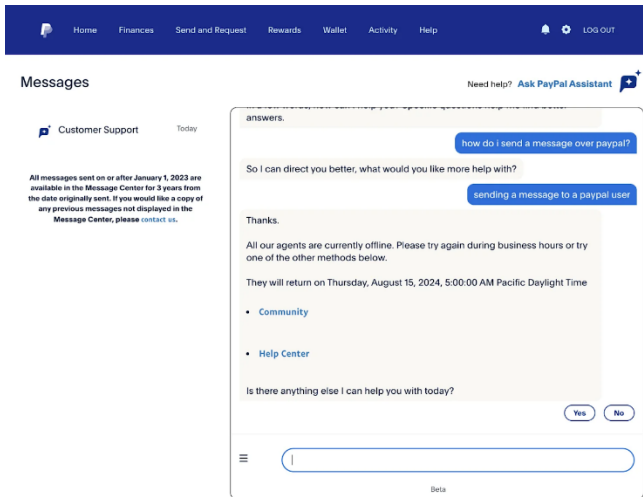 Home Finances Send and Request Rewards Wallet Activity Help LOG OUT
Messages
Need help? Ask PayPal Assistant
Customer Support Today
All messages sent on or after January 1, 2023 are
available in the Message Center for 3 years from
the date originally sent. If you would like a copy of
any previous messages not displayed in the
Message Center, please contact us.
answers.
how do i send a message over paypal?
So I can direct you better, what would you like more help with?
sending a message to a paypal user
Thanks.
All our agents are currently offline. Please try again during business hours or try
one of the other methods below.
They will return on Thursday, August 15, 2024, 5:00:00 AM Pacific Daylight Time
• Community
• Help Center
Is there anything else I can help you with today?
Yes No
Beta